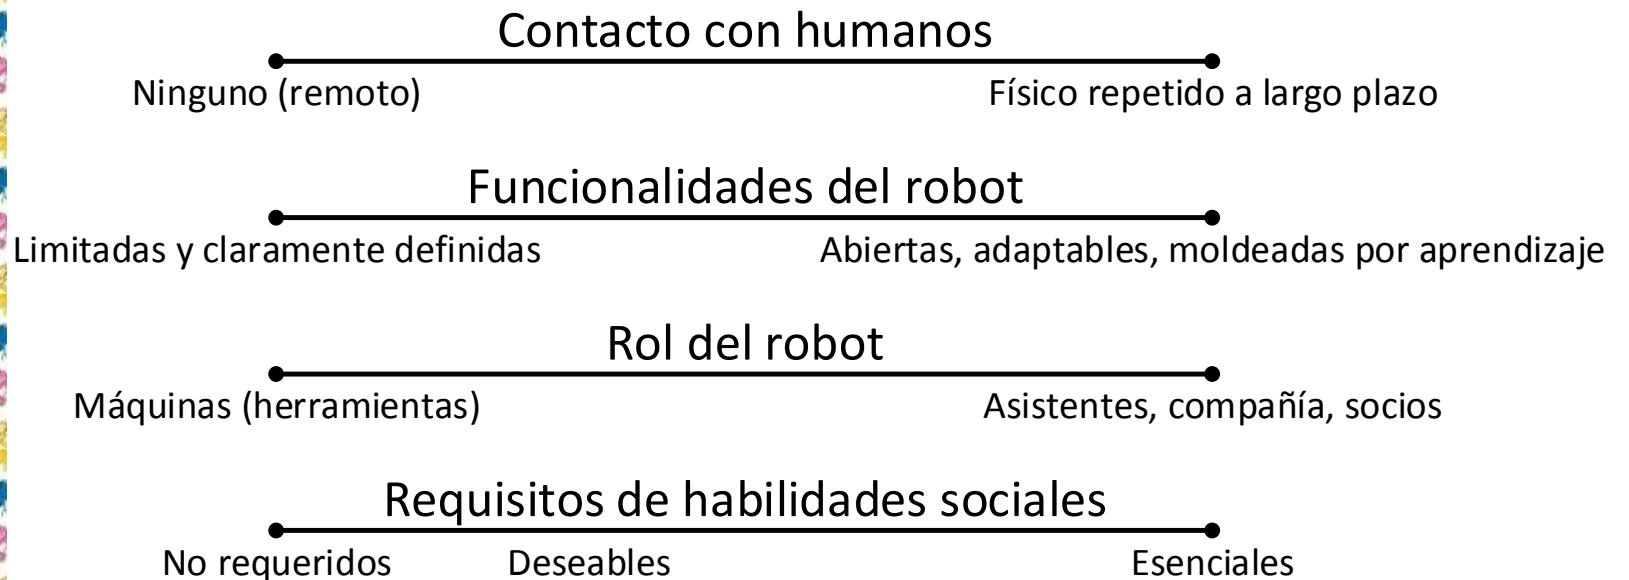 Contacto con humanos
Ninguno (remoto) Físico repetido a largo plazo
Funcionalidades del robot
Limitadas y claramente definidas Abiertas, adaptables, moldeadas por aprendizaje
Rol del robot
Máquinas (herramientas) Asistentes, compañía, socios
Requisitos de habilidades sociales
No requeridos Deseables Esenciales